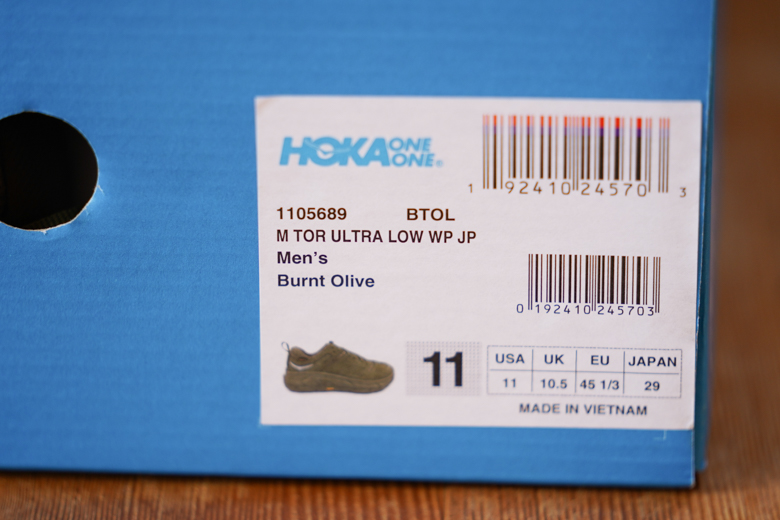 HOKA ONE ONE®
1 92410 24570 3
1105689 BTOL
M TOR ULTRA LOW WP JP
Men's
Burnt Olive
0 192410 245703
11
USA UK EU JAPAN
11 10.5 45 1/3 29
MADE IN VIETNAM